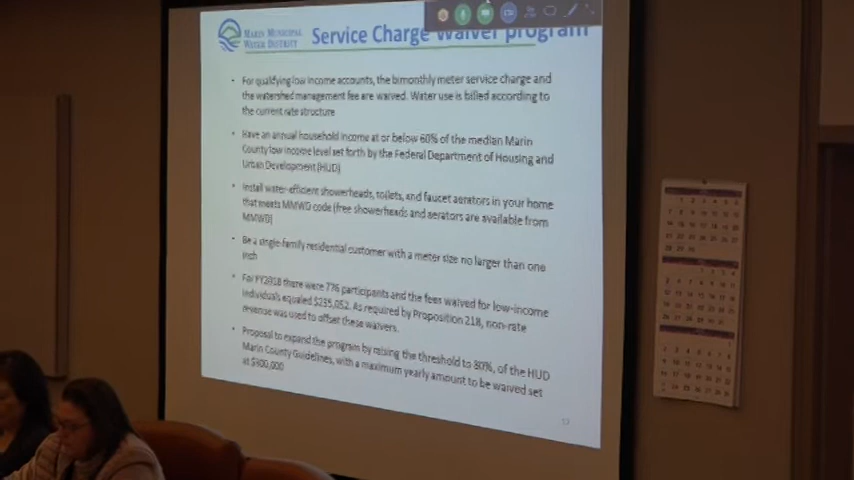 MARIN MUNICIPAL
WATER DISTRICT
Service Charge Waiver program
• For qualifying low income accounts, the bimonthly meter service charge and
the watershed management fee are waived. Water use is billed according to
the current rate structure
• Have an annual household income at or below 60% of the median Marin
County low income level set forth by the Federal Department of Housing and
Urban Development (HUD)
• Install water-efficient showerheads, toilets, and faucet aerators in your home
that meets MMWD code (free showerheads and aerators are available from
MMWD)
• Be a single-family residential customer with a meter size no larger than one
inch
• For FY2018 there were 776 participants and the fees waived for low-income
individuals equaled $235,052. As required by Proposition 218, non-rate
revenue was used to offset these waivers.
• Proposal to expand the program by raising the threshold to 80%, of the HUD
Marin County Guidelines, with a maximum yearly amount to be waived set
at $300,000